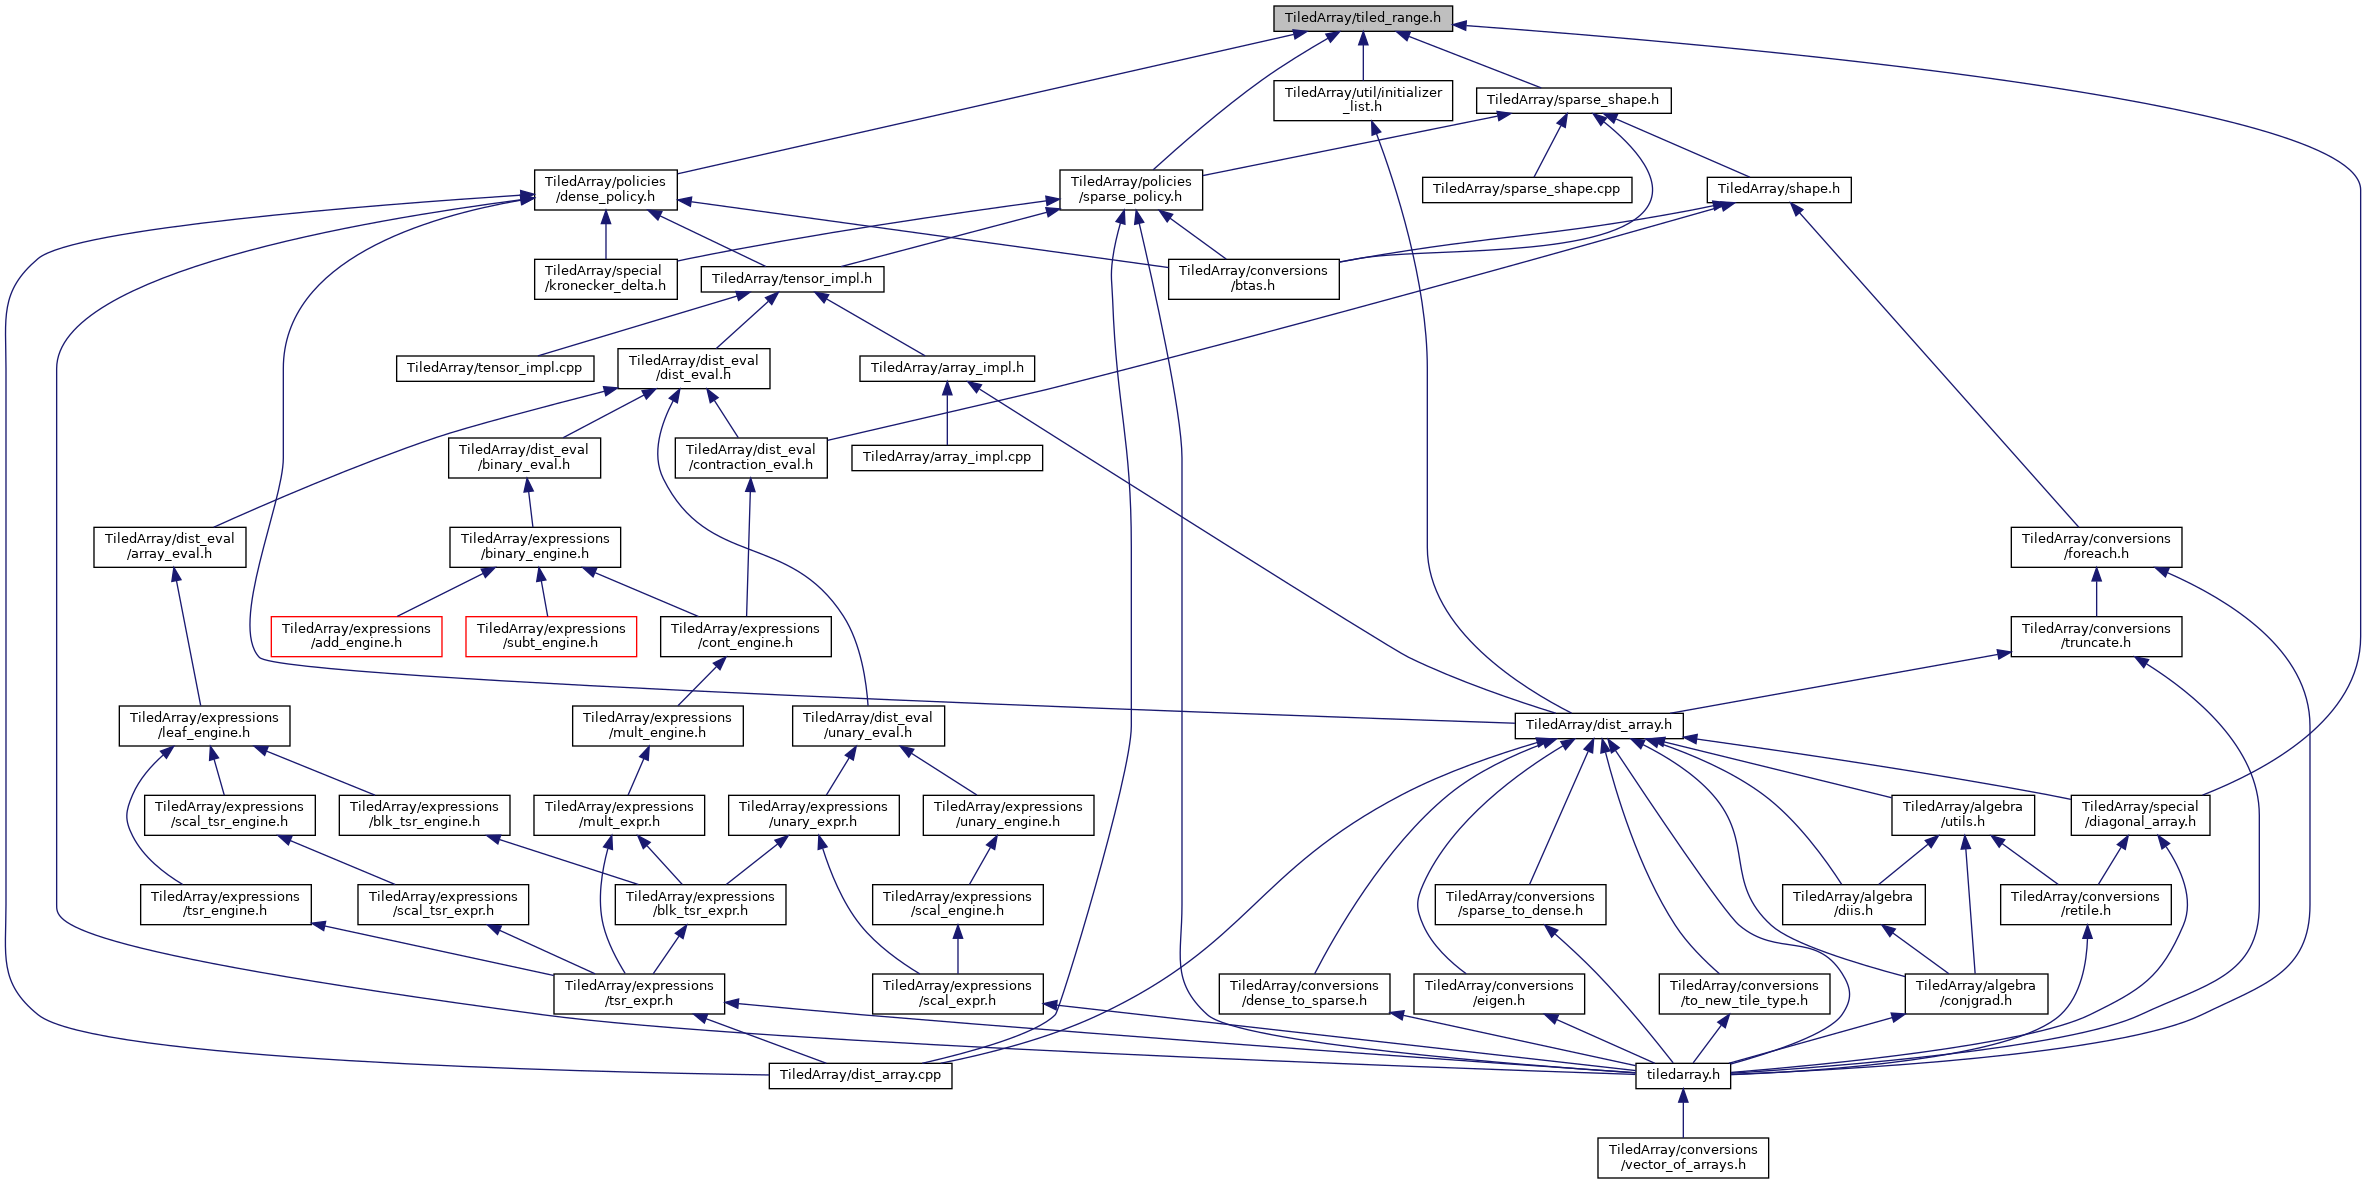 TiledArray/tiled_range.h
TiledArray/util/initializer
_list.h
TiledArray/sparse_shape.h
TiledArray/policies
/dense_policy.h
TiledArray/policies
/sparse_policy.h
TiledArray/sparse_shape.cpp
TiledArray/shape.h
TiledArray/special
/kronecker_delta.h
TiledArray/tensor_impl.h
TiledArray/conversions
/btas.h
TiledArray/tensor_impl.cpp
TiledArray/dist_eval
/dist_eval.h
TiledArray/array_impl.h
TiledArray/dist_eval
/binary_eval.h
TiledArray/dist_eval
/contraction_eval.h
TiledArray/array_impl.cpp
TiledArray/dist_eval
/array_eval.h
TiledArray/expressions
/binary_engine.h
TiledArray/conversions
/foreach.h
TiledArray/expressions
/add_engine.h
TiledArray/expressions
/subt_engine.h
TiledArray/expressions
/cont_engine.h
TiledArray/conversions
/truncate.h
TiledArray/expressions
/leaf_engine.h
TiledArray/expressions
/mult_engine.h
TiledArray/dist_eval
/unary_eval.h
TiledArray/dist_array.h
TiledArray/expressions
/scal_tsr_engine.h
TiledArray/expressions
/blk_tsr_engine.h
TiledArray/expressions
/mult_expr.h
TiledArray/expressions
/unary_expr.h
TiledArray/expressions
/unary_engine.h
TiledArray/algebra
/utils.h
TiledArray/special
/diagonal_array.h
TiledArray/expressions
/tsr_engine.h
TiledArray/expressions
/scal_tsr_expr.h
TiledArray/expressions
/blk_tsr_expr.h
TiledArray/expressions
/scal_engine.h
TiledArray/conversions
/sparse_to_dense.h
TiledArray/algebra
/diis.h
TiledArray/conversions
/retile.h
TiledArray/expressions
/tsr_expr.h
TiledArray/expressions
/scal_expr.h
TiledArray/conversions
/dense_to_sparse.h
TiledArray/conversions
/eigen.h
TiledArray/conversions
/to_new_tile_type.h
TiledArray/algebra
/conjgrad.h
TiledArray/dist_array.cpp
tiledarray.h
TiledArray/conversions
/vector_of_arrays.h